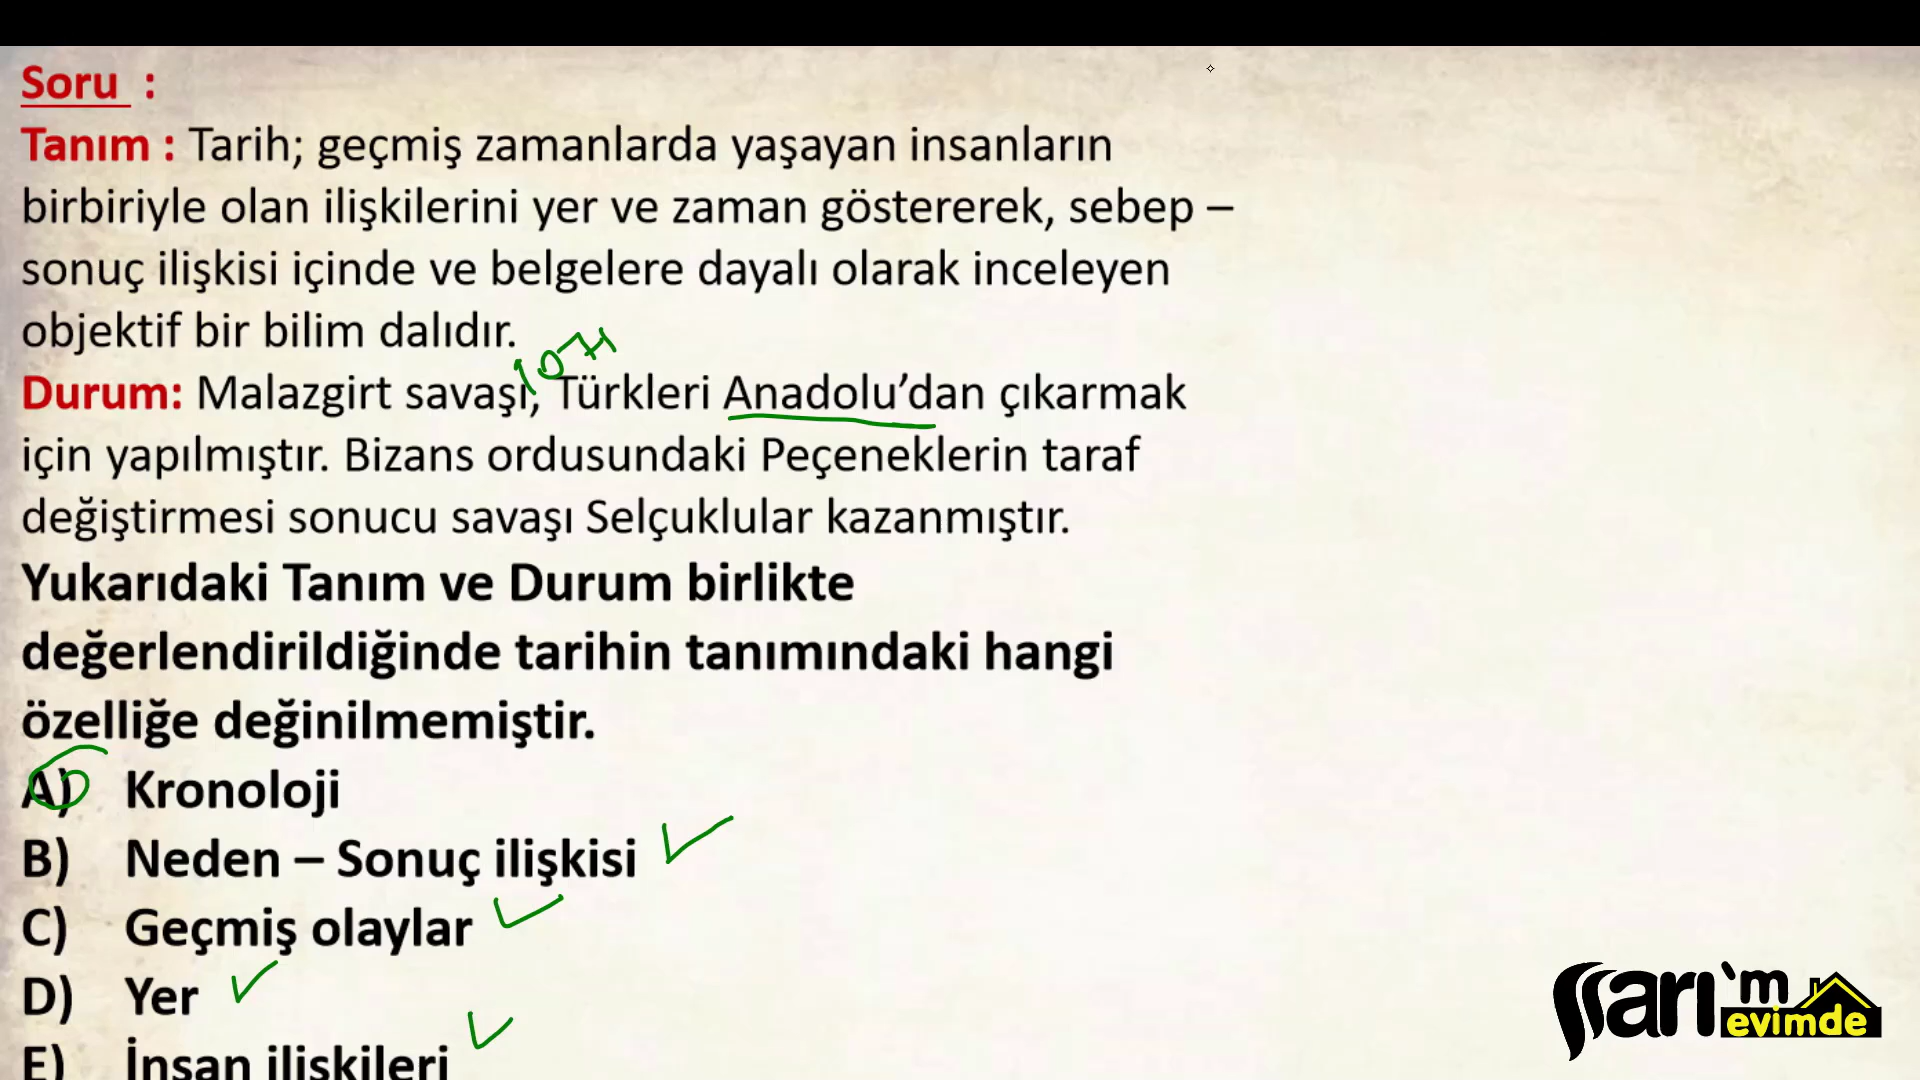 Soru :
Tanım : Tarih; geçmiş zamanlarda yaşayan insanların
birbiriyle olan ilişkilerini yer ve zaman göstererek, sebep –
sonuç ilişkisi içinde ve belgelere dayalı olarak inceleyen
objektif bir bilim dalıdır.
1071
Durum: Malazgirt savaşı, Türkleri Anadolu’dan çıkarmak
için yapılmıştır. Bizans ordusundaki Peçeneklerin taraf
değiştirmesi sonucu savaşı Selçuklular kazanmıştır.
Yukarıdaki Tanım ve Durum birlikte
değerlendirildiğinde tarihin tanımındaki hangi
özelliğe değinilmemiştir.
A) Kronoloji
B) Neden – Sonuç ilişkisi
C) Geçmiş olaylar
D) Yer
E) İnsan ilişkileri
Sarı'm
evimde